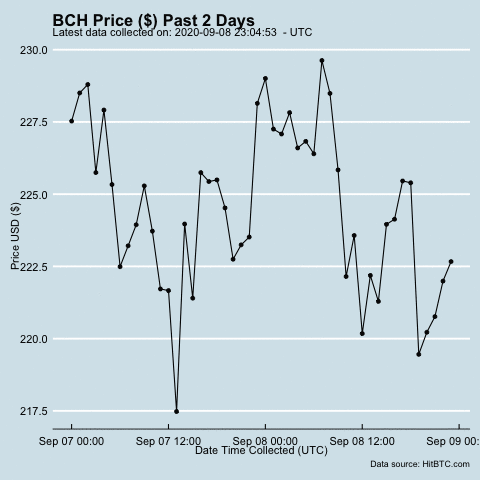 BCH Price ($) Past 2 Days
Latest data collected on: 2020-09-08 23:04:53  - UTC
230.0
227.5
225.0
222.5
220.0
217.5
Price USD ($)
Sep 07 00:00 Sep 07 12:00 Sep 08 00:00 Sep 08 12:00 Sep 09 00:
Date Time Collected (UTC)
Data source: HitBTC.com